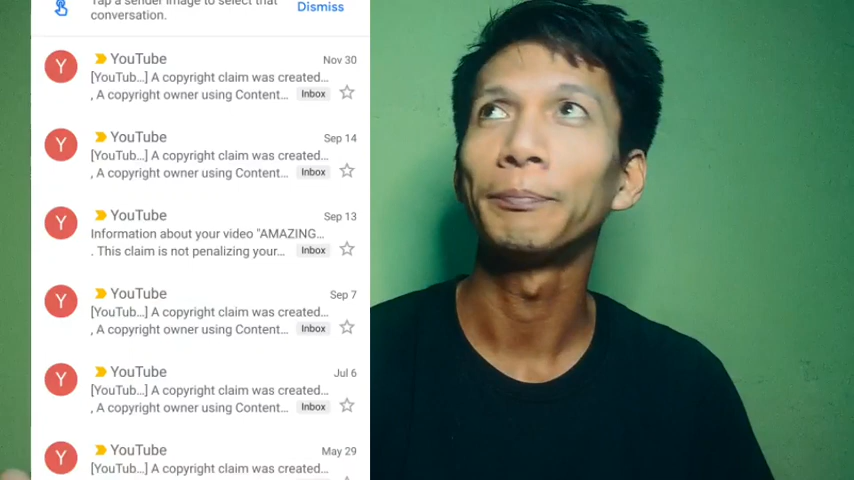 Tap a sender image to select that
conversation.
Dismiss
Y
YouTube
Nov 30
[YouTub...] A copyright claim was created...
, A copyright owner using Content...
Inbox
Y
YouTube
Sep 14
[YouTub...] A copyright claim was created...
, A copyright owner using Content...
Inbox
Y
YouTube
Sep 13
Information about your video "AMAZING...
. This claim is not penalizing your...
Inbox
Y
YouTube
Sep 7
[YouTub...] A copyright claim was created...
, A copyright owner using Content...
Inbox
Y
YouTube
Jul 6
[YouTub...] A copyright claim was created...
, A copyright owner using Content...
Inbox
Y
YouTube
May 29
[YouTub...] A copyright claim was created...